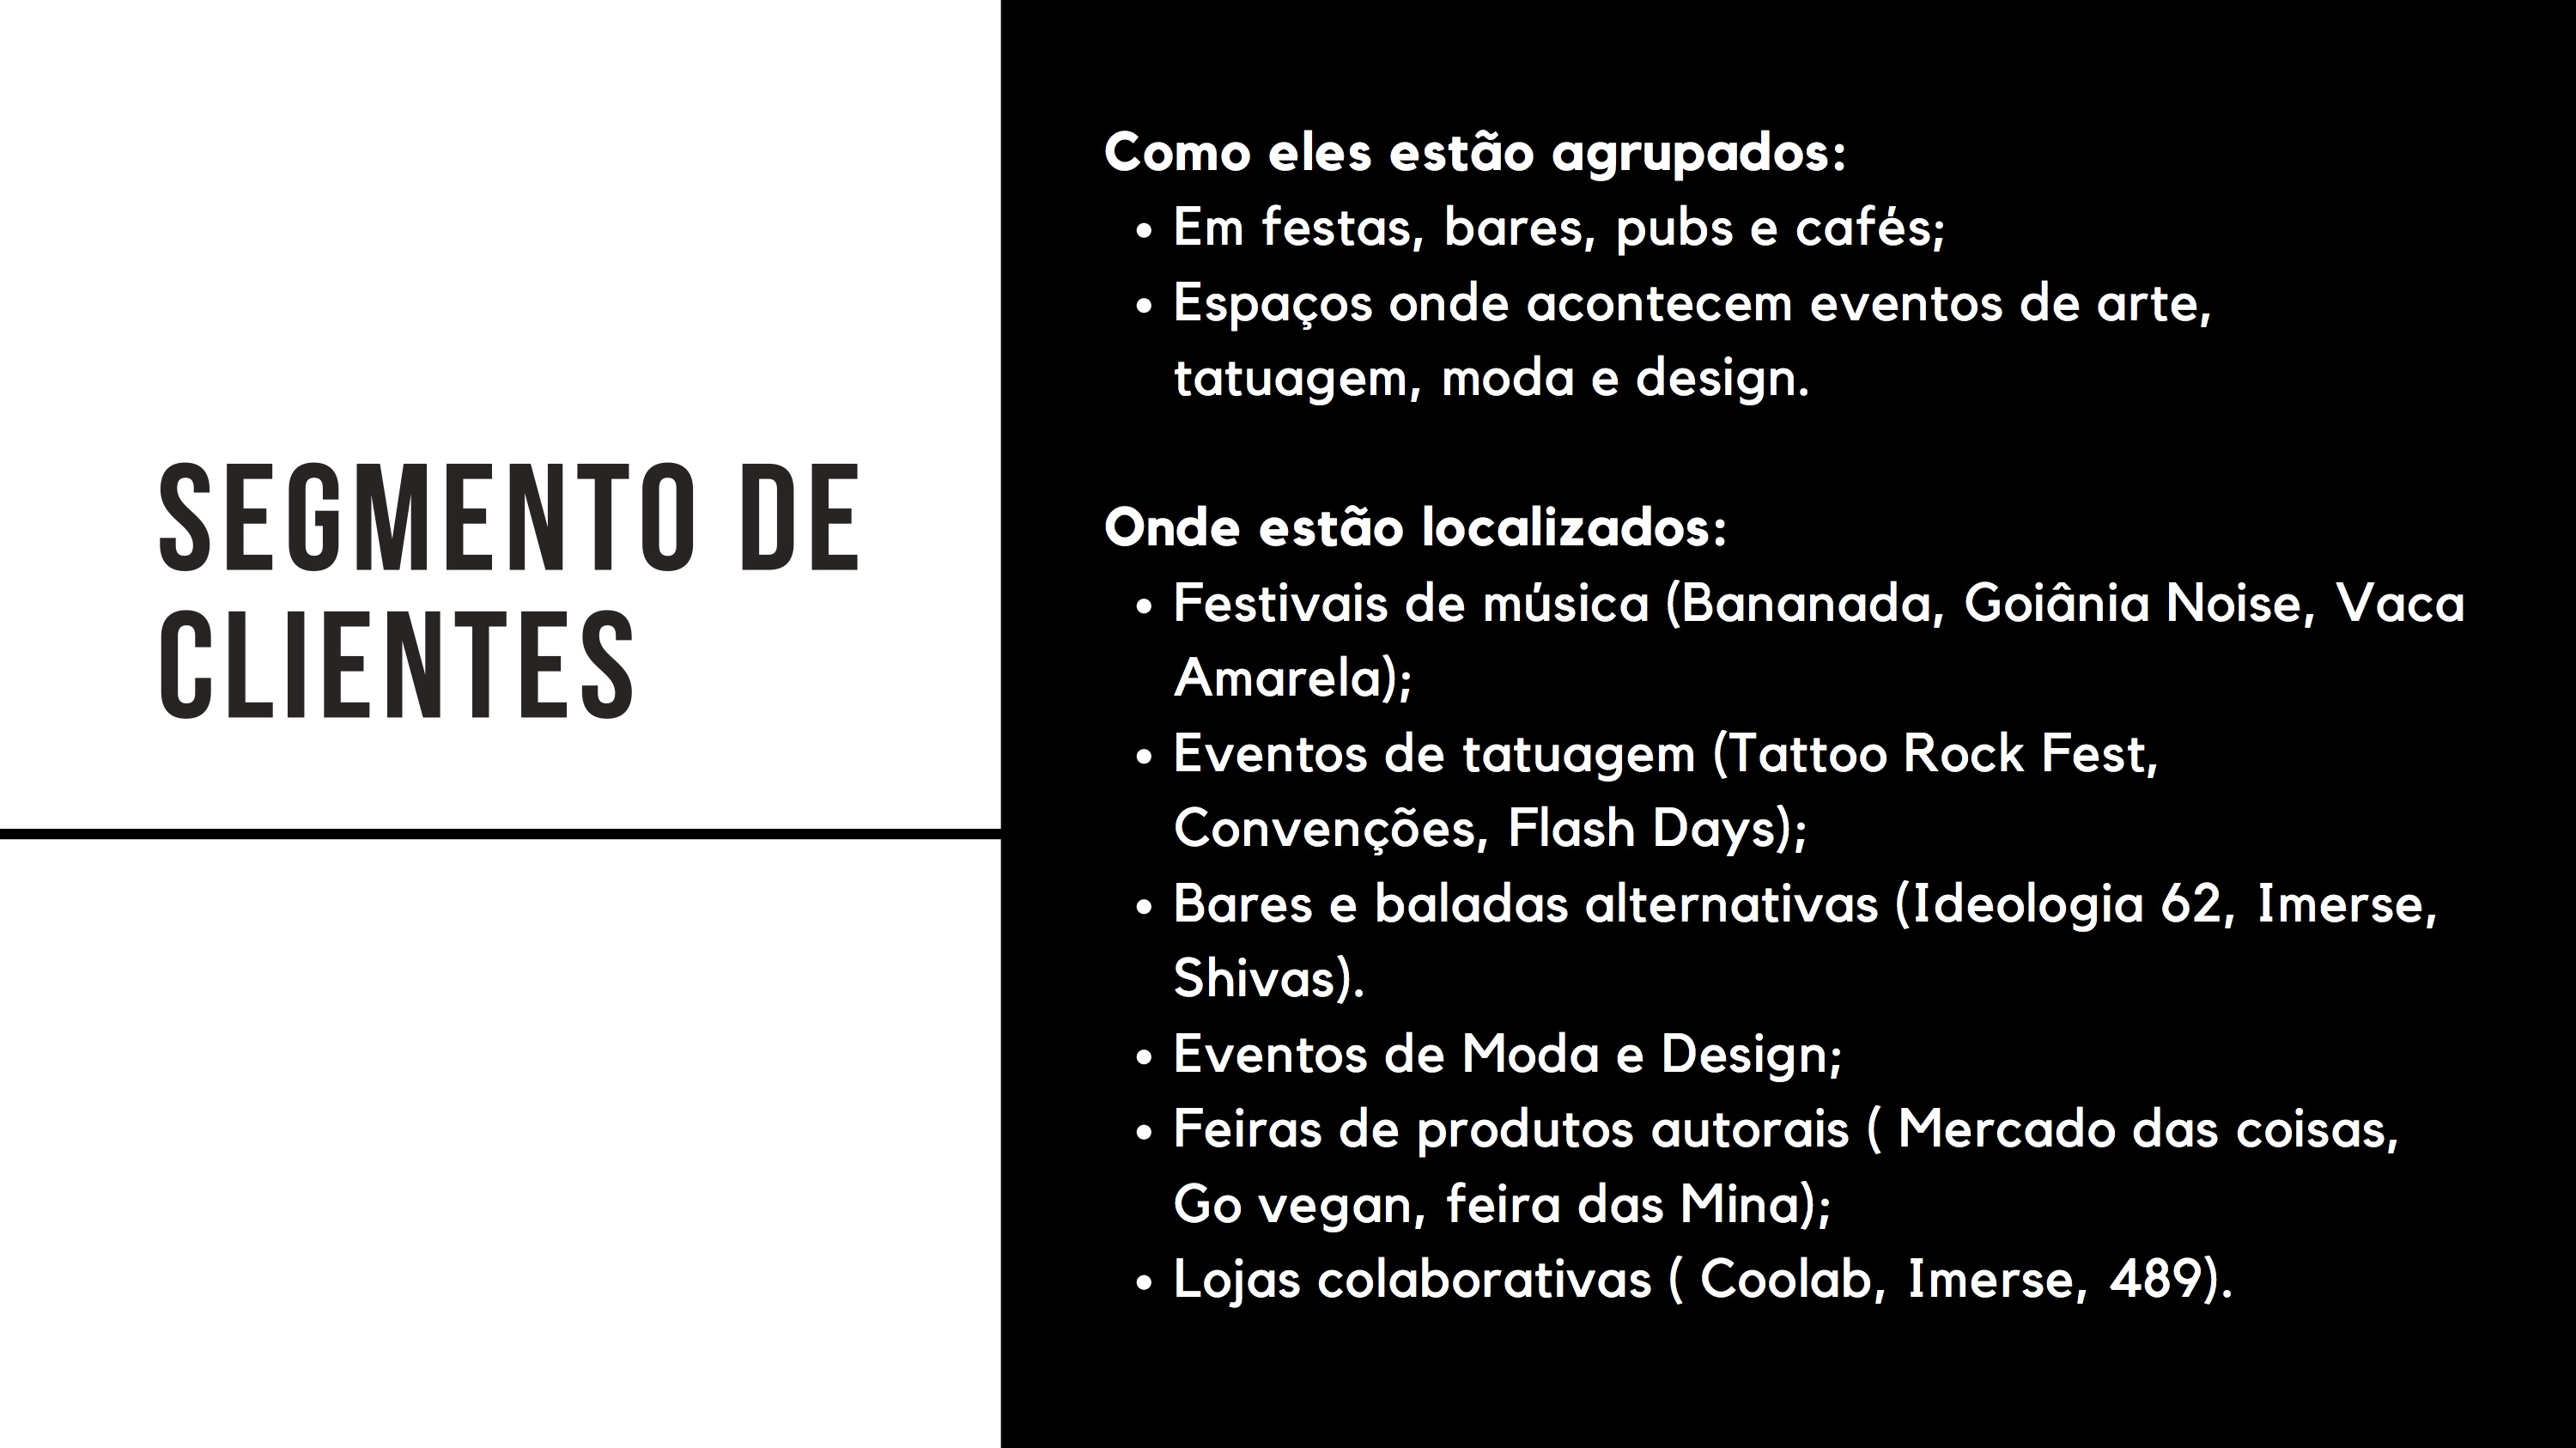 SEGMENTO DE
CLIENTES
Como eles estão agrupados:
• Em festas, bares, pubs e cafés;
• Espaços onde acontecem eventos de arte,
tatuagem, moda e design.
Onde estão localizados:
• Festivais de música (Bananada, Goiânia Noise, Vaca
Amarela);
• Eventos de tatuagem (Tattoo Rock Fest,
Convenções, Flash Days);
• Bares e baladas alternativas (Ideologia 62, Imerse,
Shivas).
• Eventos de Moda e Design;
• Feiras de produtos autorais ( Mercado das coisas,
Go vegan, feira das Mina);
• Lojas colaborativas ( Coolab, Imerse, 489).